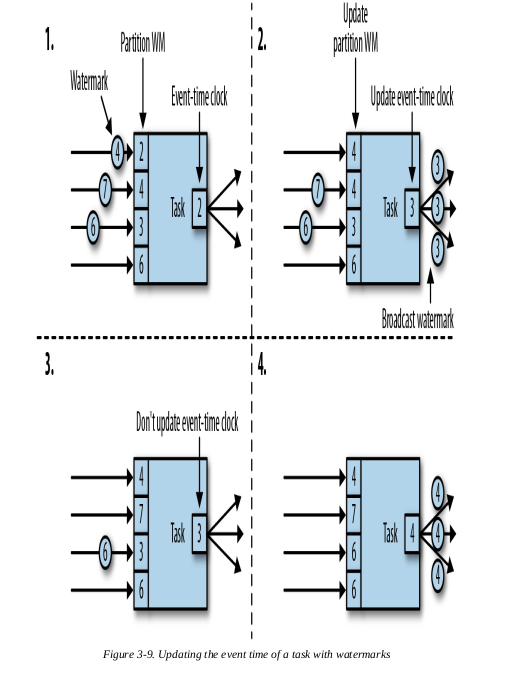 1.
Partition WM
Watermark
Event-time clock
4
2
7
4
6
3
6
Task
2
2.
Update
partition WM
Update event-time clock
4
7
4
6
3
6
Task
3
3
3
3
Broadcast watermark
3.
Don't update event-time clock
4
7
6
3
6
Task
3
4.
4
7
6
6
Task
4
4
4
4
Figure 3-9. Updating the event time of a task with watermarks